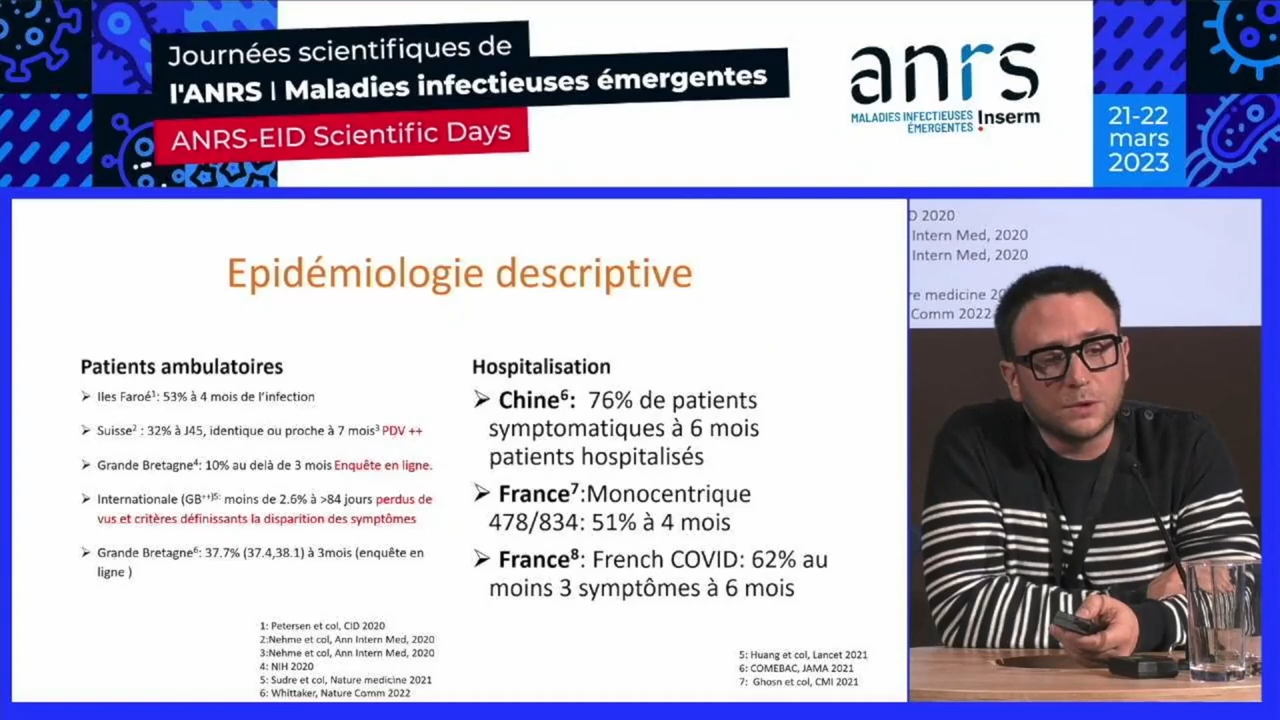 Journées scientifiques de
l'ANRS | Maladies infectieuses émergentes
ANRS-EID Scientific Days
anrs
MALADIES INFECTIEUSES
ÉMERGENTES Inserm
21-22
mars
2023
Epidémiologie descriptive
Patients ambulatoires
➢ Iles Faroé¹: 53% à 4 mois de l'infection
➢ Suisse² : 32% à J45, identique ou proche à 7 mois³ PDV ++
➢ Grande Bretagne⁴: 10% au delà de 3 mois Enquête en ligne.
➢ Internationale (GB⁺⁺)⁵: moins de 2.6% à >84 jours perdus de
vus et critères définissants la disparition des symptômes
➢ Grande Bretagne⁶: 37.7% (37.4,38.1) à 3mois (enquête en
ligne )
1: Petersen et col, CID 2020
2:Nehme et col, Ann Intern Med, 2020
3:Nehme et col, Ann Intern Med, 2020
4: NIH 2020
5: Sudre et col, Nature medicine 2021
6: Whittaker, Nature Comm 2022
Hospitalisation
➢ Chine⁶: 76% de patients
symptomatiques à 6 mois
patients hospitalisés
➢ France⁷:Monocentrique
478/834: 51% à 4 mois
➢ France⁸: French COVID: 62% au
moins 3 symptômes à 6 mois
5: Huang et col, Lancet 2021
6: COMEBAC, JAMA 2021
7: Ghosn et col, CMI 2021
D 2020
Intern Med, 2020
Intern Med, 2020
re medicine 20
Comm 2022